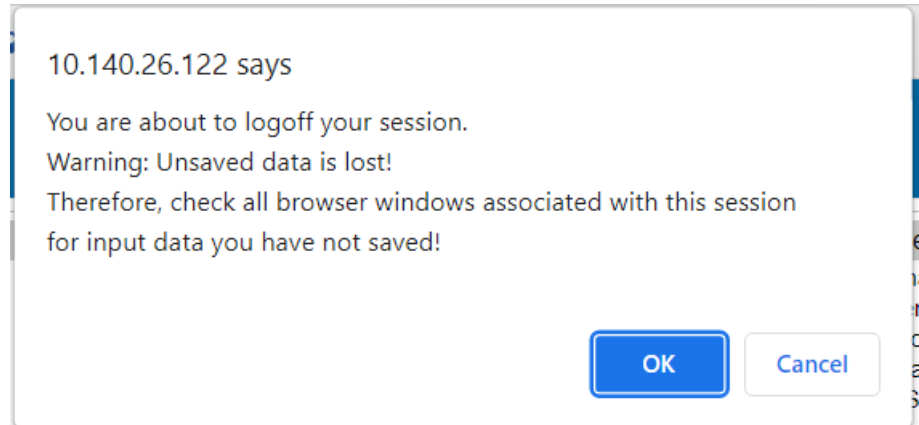 10.140.26.122 says
You are about to logoff your session.
Warning: Unsaved data is lost!
Therefore, check all browser windows associated with this session
for input data you have not saved!
OK
Cancel